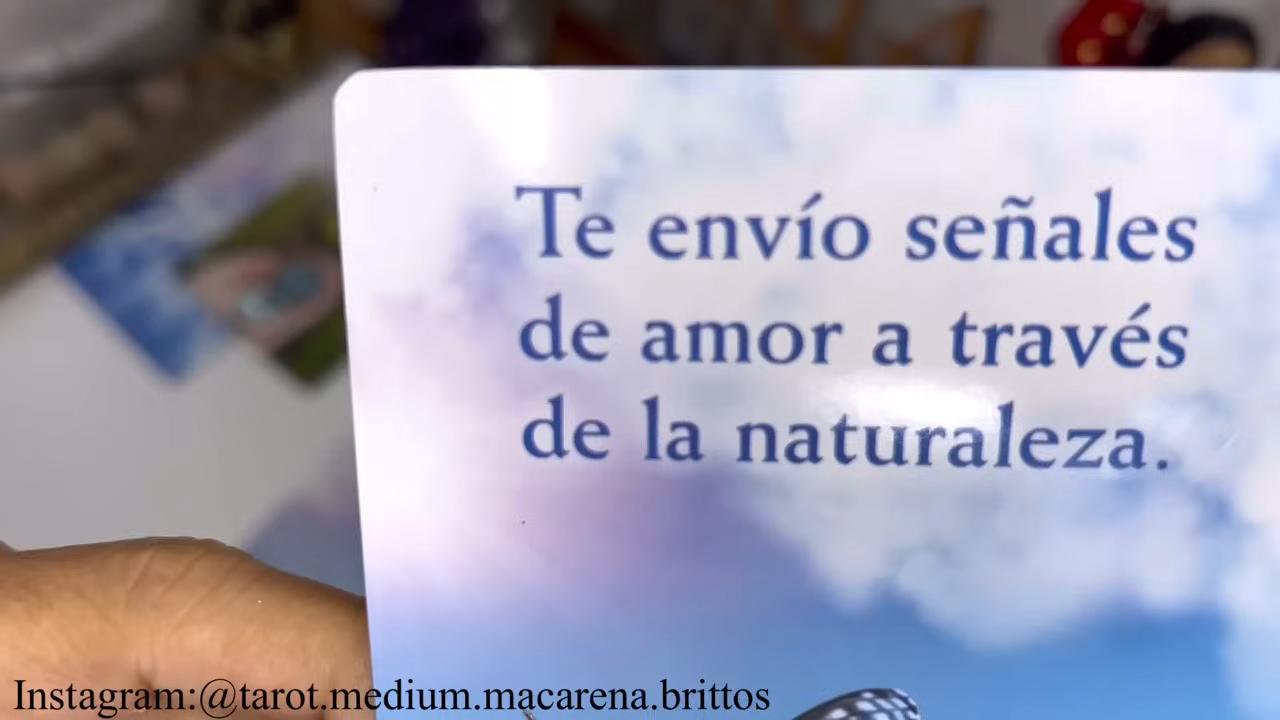 Te envío señales
de amor a través
de la naturaleza.
Instagram:@tarot.medium.macarena.brittos